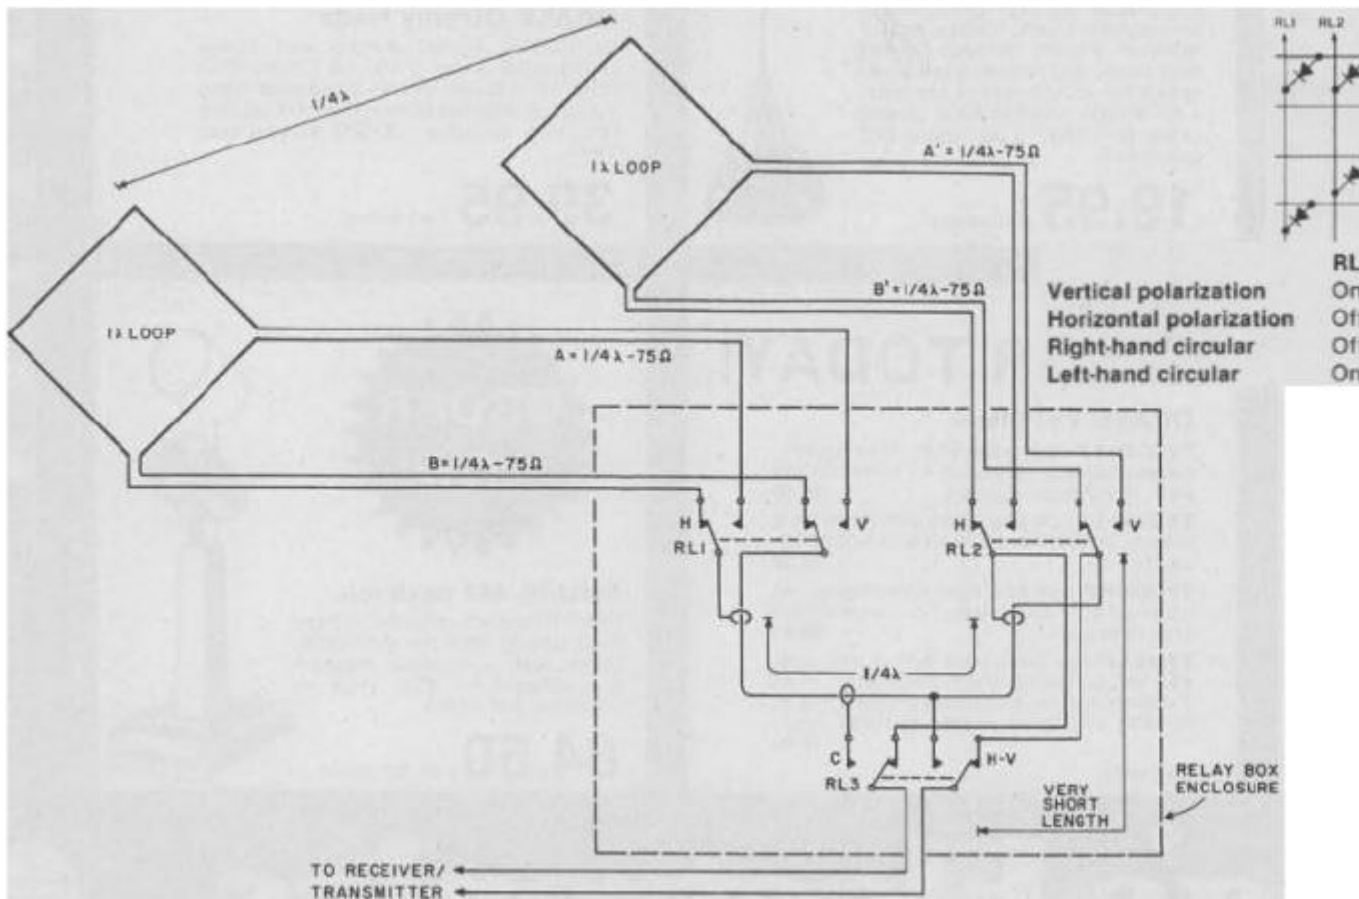 RL1 RL2
1/4λ
1λ LOOP
A' = 1/4λ-75Ω
B' = 1/4λ-75Ω
Vertical polarization On
Horizontal polarization
Right-hand circular
Left-hand circular On
1λ LOOP
A = 1/4λ-75Ω
B = 1/4λ-75Ω
H V
RL1
H V
RL2
1/4λ
C H-V
RL3
VERY
SHORT
LENGTH
RELAY BOX
ENCLOSURE
TO RECEIVER/
TRANSMITTER